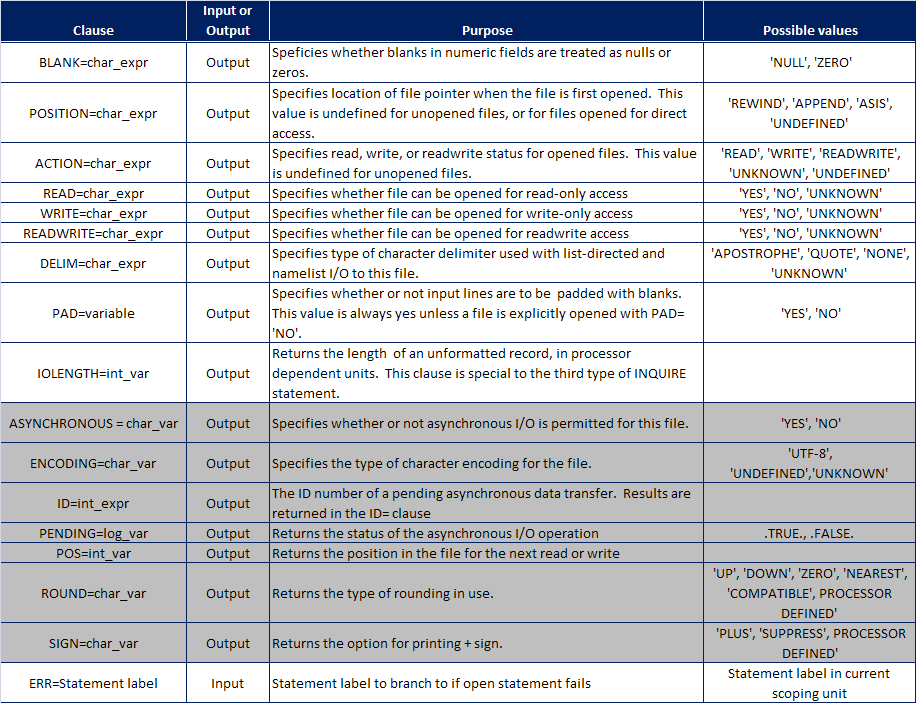 Clause
Input or
Output
Purpose
Possible values
BLANK=char_expr
Output
Speficies whether blanks in numeric fields are treated as nulls or
zeros.
'NULL', 'ZERO'
POSITION=char_expr
Output
Specifies location of file pointer when the file is first opened.  This
value is undefined for unopened files, or for files opened for direct
access.
'REWIND', 'APPEND', 'ASIS',
'UNDEFINED'
ACTION=char_expr
Output
Specifies read, write, or readwrite status for opened files.  This value
is undefined for unopened files.
'READ', 'WRITE', 'READWRITE',
'UNKNOWN', 'UNDEFINED'
READ=char_expr
Output
Specifies whether file can be opened for read-only access
'YES', 'NO', 'UNKNOWN'
WRITE=char_expr
Output
Specifies whether file can be opened for write-only access
'YES', 'NO', 'UNKNOWN'
READWRITE=char_expr
Output
Specifies whether file can be opened for readwrite access
'YES', 'NO', 'UNKNOWN'
DELIM=char_expr
Output
Specifies type of character delimiter used with list-directed and
namelist I/O to this file.
'APOSTROPHE', 'QUOTE', 'NONE',
'UNKNOWN'
PAD=variable
Output
Specifies whether or not input lines are to be  padded with blanks.
This value is always yes unless a file is explicitly opened with PAD=
'NO'.
'YES', 'NO'
IOLENGTH=int_var
Output
Returns the length  of an unformatted record, in processor
dependent units.  This clause is special to the third type of INQUIRE
statement.
ASYNCHRONOUS = char_var
Output
Specifies whether or not asynchronous I/O is permitted for this file.
'YES', 'NO'
ENCODING=char_var
Output
Specifies the type of character encoding for the file.
'UTF-8',
'UNDEFINED','UNKNOWN'
ID=int_expr
Output
The ID number of a pending asynchronous data transfer.  Results are
returned in the ID= clause
PENDING=log_var
Output
Returns the status of the asynchronous I/O operation
.TRUE., .FALSE.
POS=int_var
Output
Returns the position in the file for the next read or write
ROUND=char_var
Output
Returns the type of rounding in use.
'UP', 'DOWN', 'ZERO', 'NEAREST',
'COMPATIBLE', PROCESSOR
DEFINED'
SIGN=char_var
Output
Returns the option for printing + sign.
'PLUS', 'SUPPRESS', PROCESSOR
DEFINED'
ERR=Statement label
Input
Statement label to branch to if open statement fails
Statement label in current
scoping unit